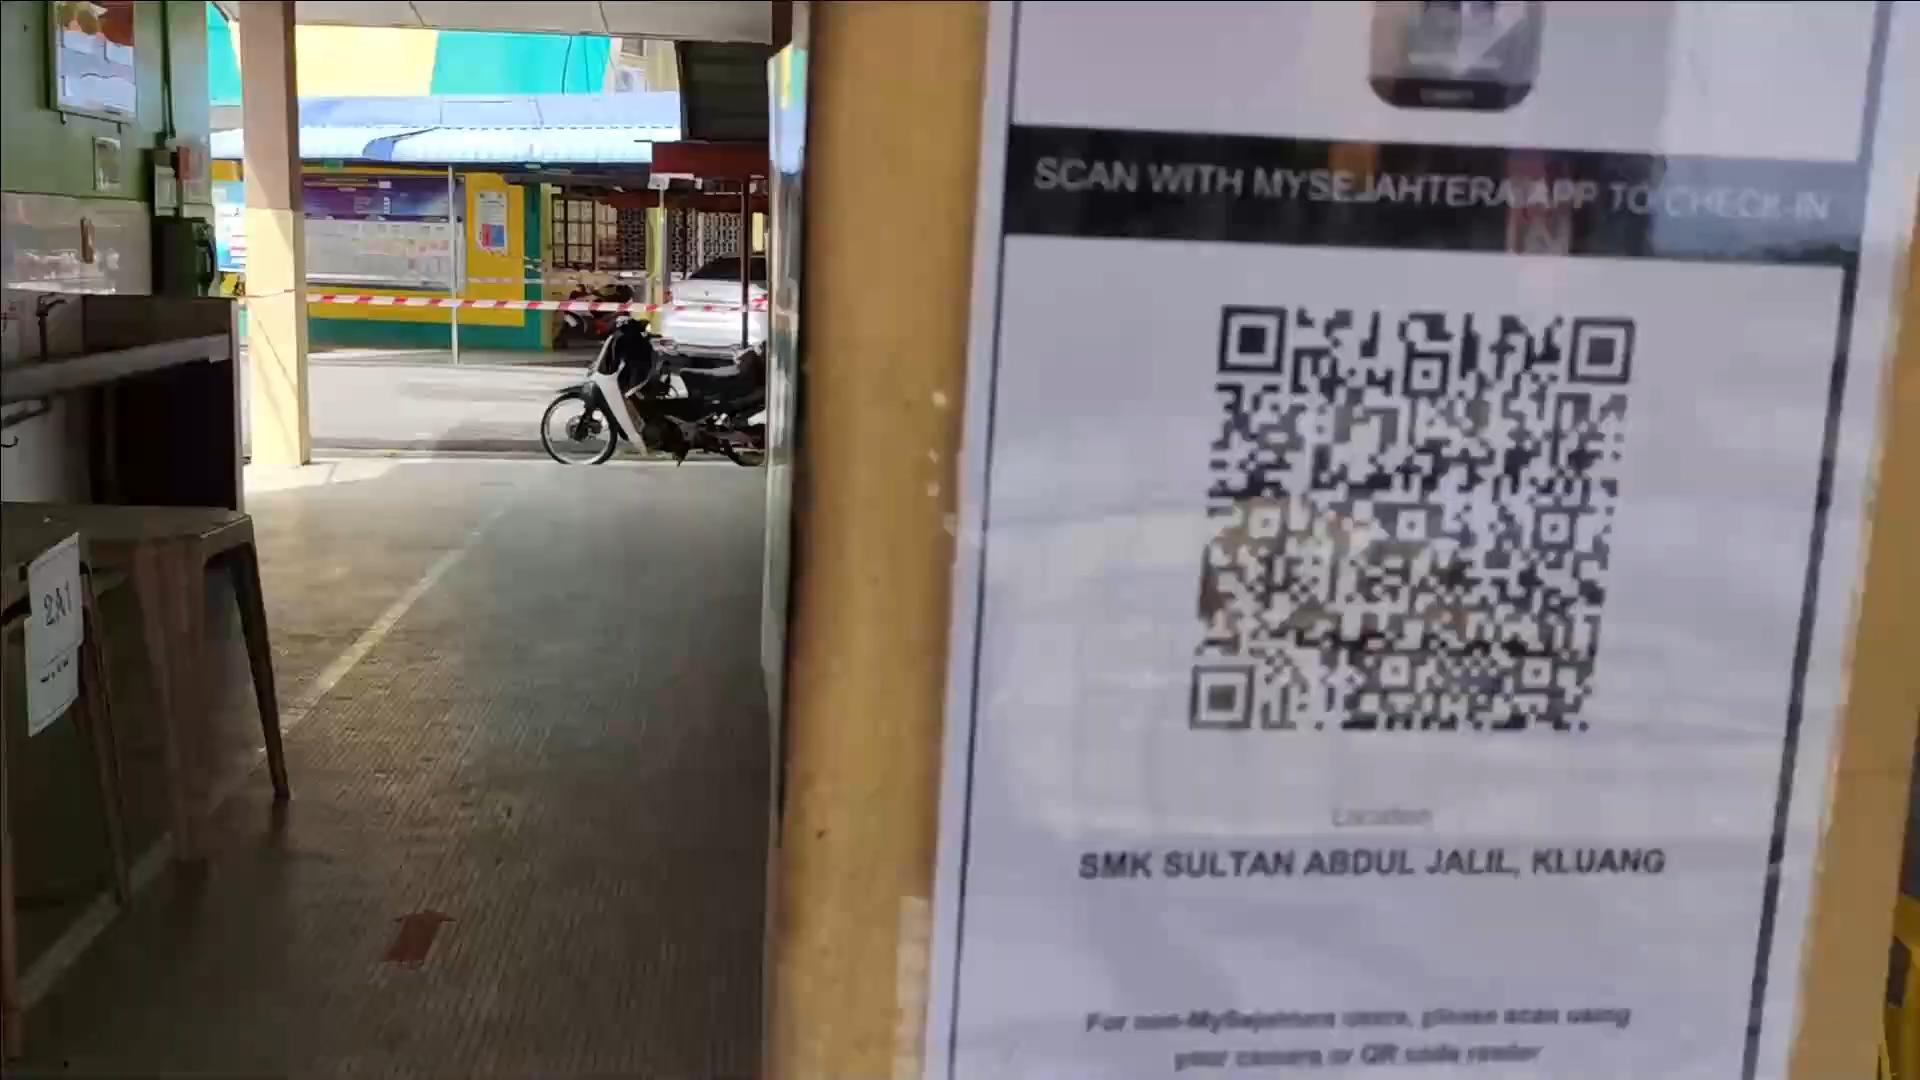 SCAN WITH MYSEJAHTERA APP TO CHECK-IN
Location
SMK SULTAN ABDUL JALIL, KLUANG
For non-MySejahtera users, please scan using
your camera or QR code reader
2A1